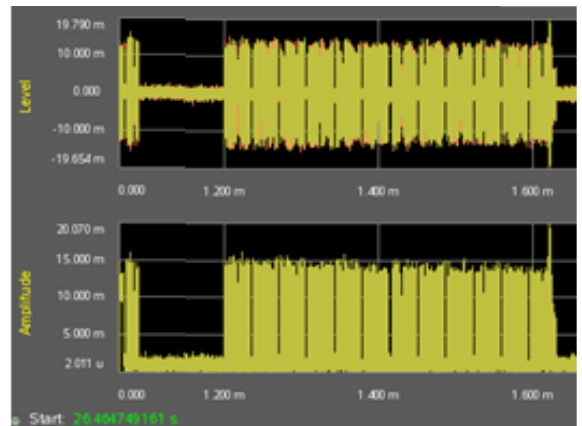 Level
19.790 m
10.000 m
0.000
-10.000 m
-19.654 m
0.000 1.200 m 1.400 m 1.600 m
Amplitude
20.070 m
15.000 m
10.000 m
5.000 m
2.011 u
0.000 1.200 m 1.400 m 1.600 m
Start: 26.464749161 s